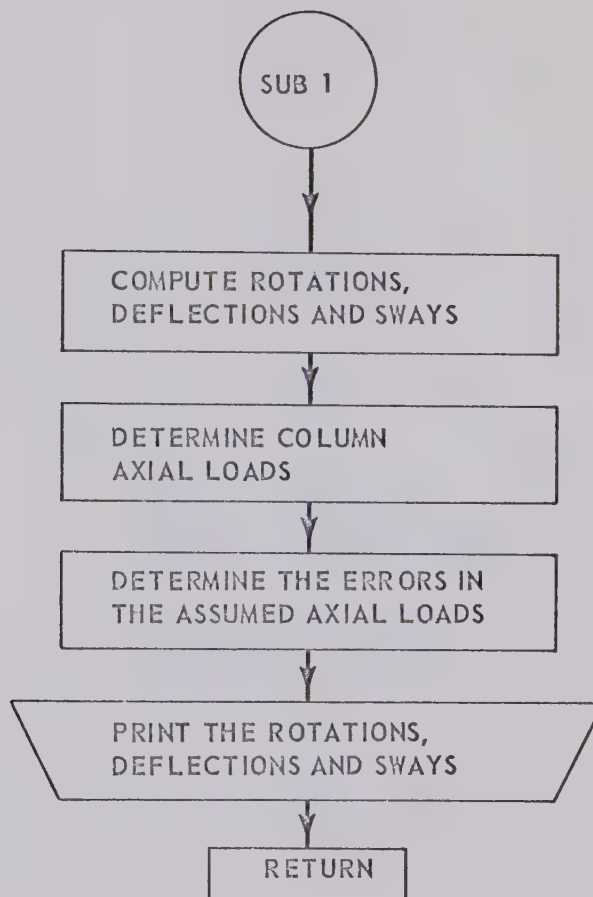 SUB 1
COMPUTE ROTATIONS,
DEFLECTIONS AND SWAYS
DETERMINE COLUMN
AXIAL LOADS
DETERMINE THE ERRORS IN
THE ASSUMED AXIAL LOADS
PRINT THE ROTATIONS,
DEFLECTIONS AND SWAYS
RETURN